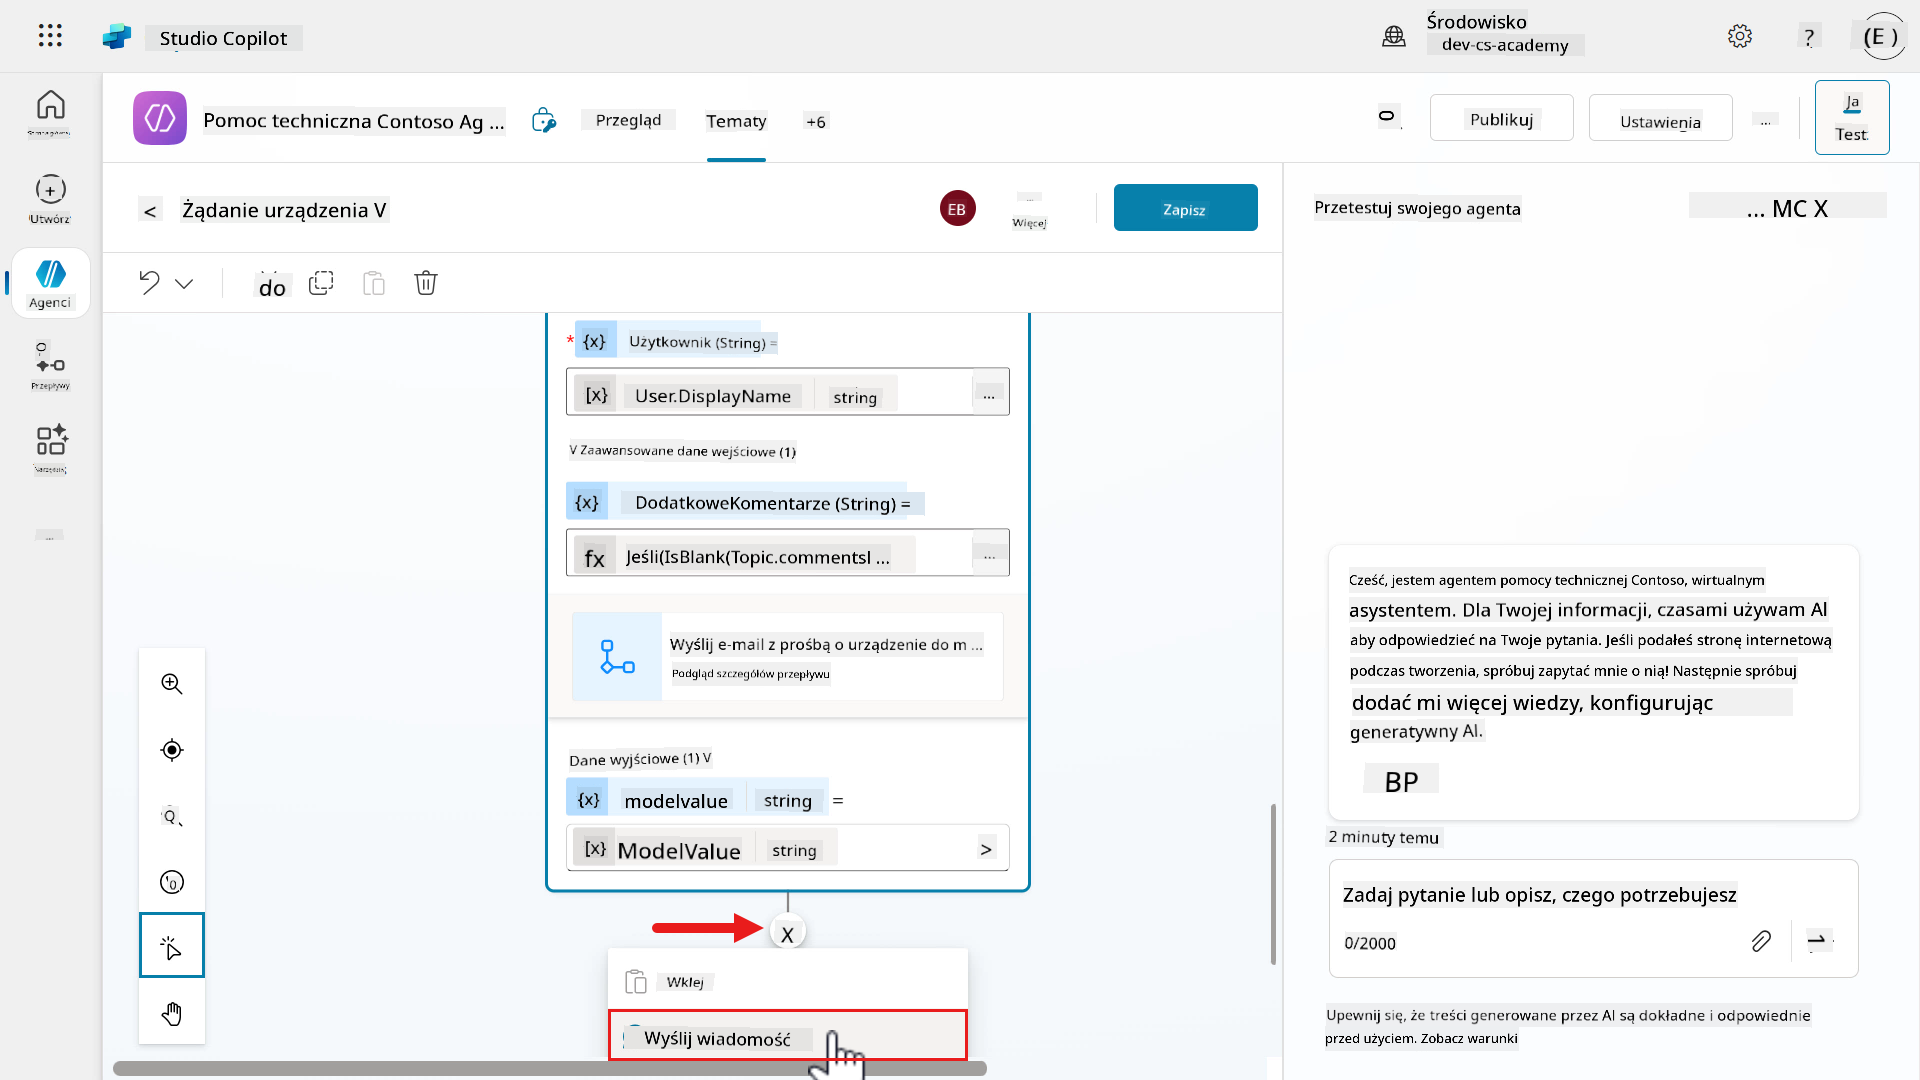 Studio Copilot
Środowisko
dev-cs-academy
?
(E )
Pomoc techniczna Contoso Ag ...
Przegląd
Tematy
+6
Publikuj
Ustawienia
...
Ja
Test
Utwórz
Agenci
Przepływy
Narzędzia
...
<
Żądanie urządzenia V
EB
...
Więcej
Zapisz
do
* {x} Użytkownik (String) =
[x} User.DisplayName string ...
V Zaawansowane dane wejściowe (1)
{x} DodatkoweKomentarze (String) =
fx Jeśli(IsBlank(Topic.commentsI ... ...
Wyślij e-mail z prośbą o urządzenie do m ...
Podgląd szczegółów przepływu
Dane wyjściowe (1) V
{x} modelvalue string =
[x} ModelValue string >
X
Wklej
Wyślij wiadomość
Przetestuj swojego agenta
... MC X
Cześć, jestem agentem pomocy technicznej Contoso, wirtualnym
asystentem. Dla Twojej informacji, czasami używam AI
aby odpowiedzieć na Twoje pytania. Jeśli podałeś stronę internetową
podczas tworzenia, spróbuj zapytać mnie o nią! Następnie spróbuj
dodać mi więcej wiedzy, konfigurując
generatywny AI.
BP
2 minuty temu
Zadaj pytanie lub opisz, czego potrzebujesz
0/2000
Upewnij się, że treści generowane przez AI są dokładne i odpowiednie
przed użyciem. Zobacz warunki